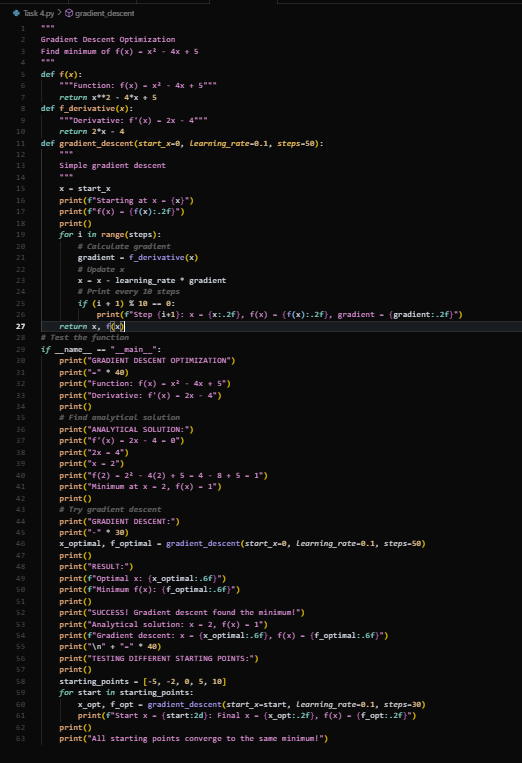 Task 4.py > gradient_descent
1 """
2 Gradient Descent Optimization
3 Find minimum of f(x) = x² - 4x + 5
4 """
5 def f(x):
6     """Function: f(x) = x² - 4x + 5"""
7     return x**2 - 4*x + 5
8 def f_derivative(x):
9     """Derivative: f'(x) = 2x - 4"""
10     return 2*x - 4
11 def gradient_descent(start_x=0, learning_rate=0.1, steps=50):
12     """
13     Simple gradient descent
14     """
15     x = start_x
16     print(f"Starting at x = {x}")
17     print(f"f(x) = {f(x):.2f}")
18     print()
19     for i in range(steps):
20         # Calculate gradient
21         gradient = f_derivative(x)
22         # Update x
23         x = x - learning_rate * gradient
24         # Print every 10 steps
25         if (i + 1) % 10 == 0:
26             print(f"Step {i+1}: x = {x:.2f}, f(x) = {f(x):.2f}, gradient = {gradient:.2f}")
27     return x, f(x)
28 # Test the function
29 if __name__ == "__main__":
30     print("GRADIENT DESCENT OPTIMIZATION")
31     print("=" * 40)
32     print("Function: f(x) = x² - 4x + 5")
33     print("Derivative: f'(x) = 2x - 4")
34     print()
35     # Find analytical solution
36     print("ANALYTICAL SOLUTION:")
37     print("f'(x) = 2x - 4 = 0")
38     print("2x = 4")
39     print("x = 2")
40     print("f(2) = 2² - 4(2) + 5 = 4 - 8 + 5 = 1")
41     print("Minimum at x = 2, f(x) = 1")
42     print()
43     # Try gradient descent
44     print("GRADIENT DESCENT:")
45     print("-" * 30)
46     x_optimal, f_optimal = gradient_descent(start_x=0, learning_rate=0.1, steps=50)
47     print()
48     print("RESULT:")
49     print(f"Optimal x: {x_optimal:.6f}")
50     print(f"Minimum f(x): {f_optimal:.6f}")
51     print()
52     print("SUCCESS! Gradient descent found the minimum!")
53     print("Analytical solution: x = 2, f(x) = 1")
54     print(f"Gradient descent: x = {x_optimal:.6f}, f(x) = {f_optimal:.6f}")
55     print("\n" + "=" * 40)
56     print("TESTING DIFFERENT STARTING POINTS:")
57     print()
58     starting_points = [-5, -2, 0, 5, 10]
59     for start in starting_points:
60         x_opt, f_opt = gradient_descent(start_x=start, learning_rate=0.1, steps=30)
61         print(f"Start x = {start:2d}: Final x = {x_opt:.2f}, f(x) = {f_opt:.2f}")
62     print()
63     print("All starting points converge to the same minimum!")